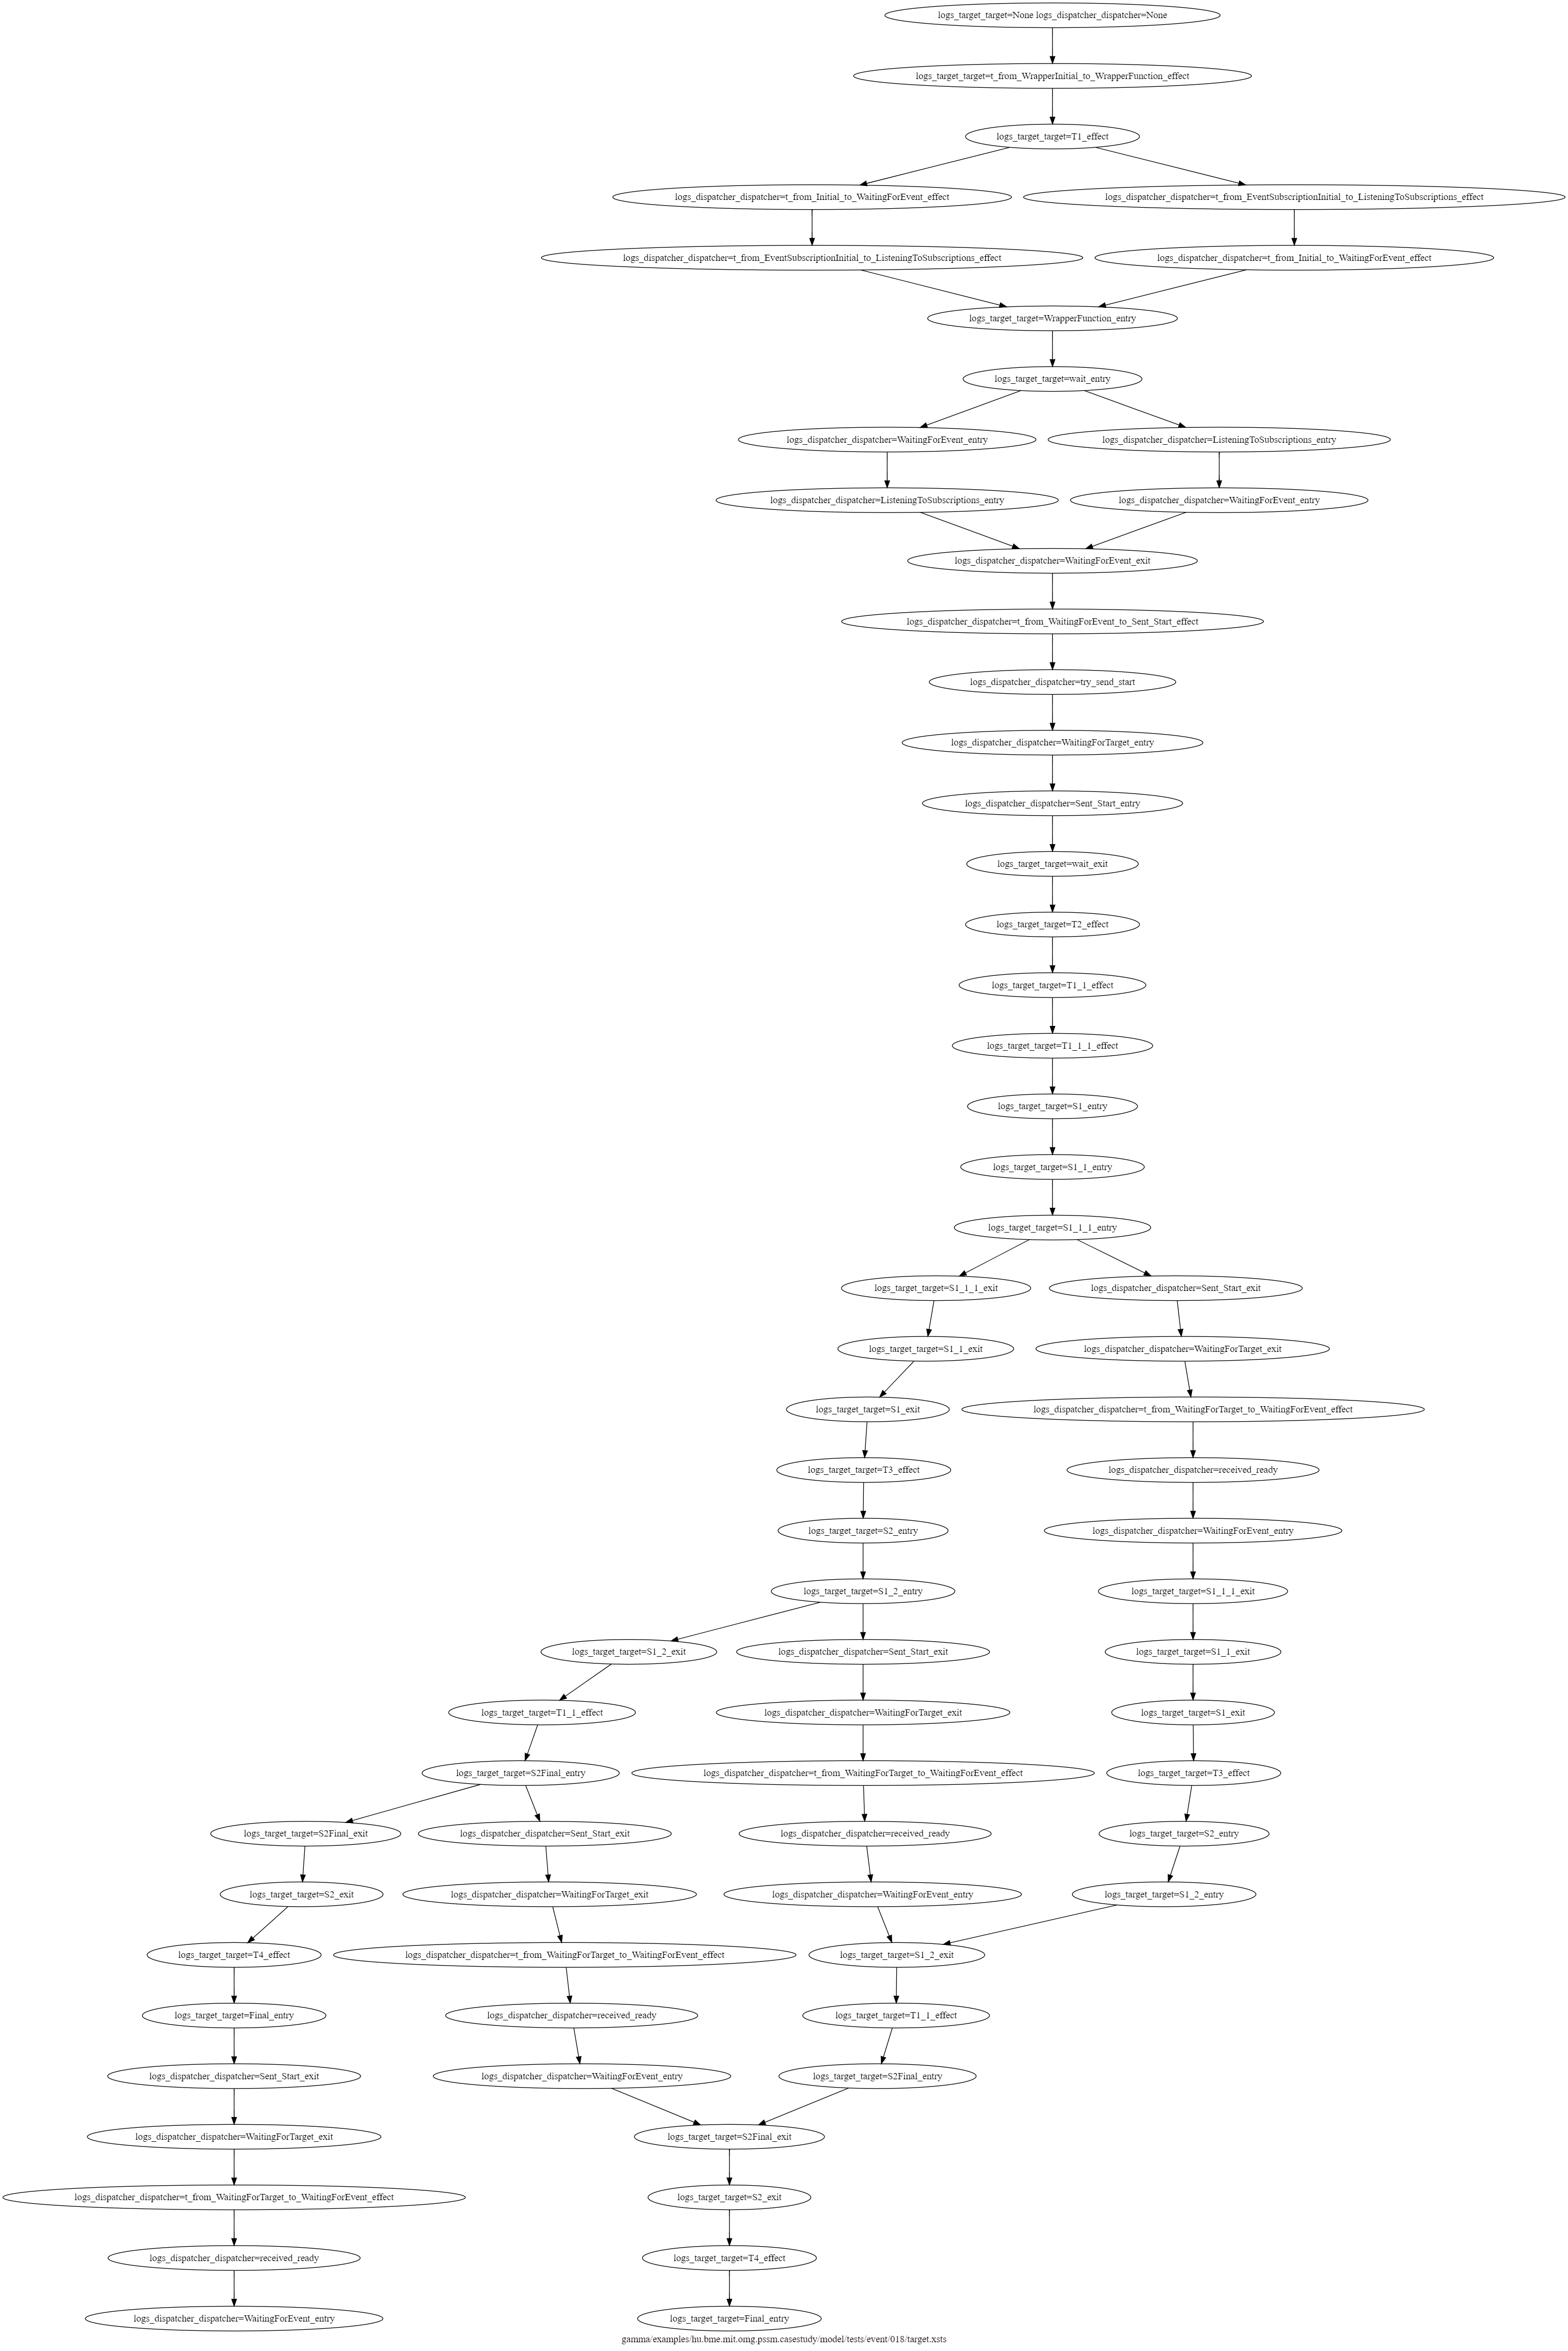 logs_target_target=None logs_dispatcher_dispatcher=None
logs_target_target=t_from_WrapperInitial_to_WrapperFunction_effect
logs_target_target=T1_effect
logs_dispatcher_dispatcher=t_from_Initial_to_WaitingForEvent_effect
logs_dispatcher_dispatcher=t_from_EventSubscriptionInitial_to_ListeningToSubscriptions_effect
logs_dispatcher_dispatcher=t_from_EventSubscriptionInitial_to_ListeningToSubscriptions_effect
logs_dispatcher_dispatcher=t_from_Initial_to_WaitingForEvent_effect
logs_target_target=WrapperFunction_entry
logs_target_target=wait_entry
logs_dispatcher_dispatcher=WaitingForEvent_entry
logs_dispatcher_dispatcher=ListeningToSubscriptions_entry
logs_dispatcher_dispatcher=ListeningToSubscriptions_entry
logs_dispatcher_dispatcher=WaitingForEvent_entry
logs_dispatcher_dispatcher=WaitingForEvent_exit
logs_dispatcher_dispatcher=t_from_WaitingForEvent_to_Sent_Start_effect
logs_dispatcher_dispatcher=try_send_start
logs_dispatcher_dispatcher=WaitingForTarget_entry
logs_dispatcher_dispatcher=Sent_Start_entry
logs_target_target=wait_exit
logs_target_target=T2_effect
logs_target_target=T1_1_effect
logs_target_target=T1_1_1_effect
logs_target_target=S1_entry
logs_target_target=S1_1_entry
logs_target_target=S1_1_1_entry
logs_target_target=S1_1_1_exit
logs_dispatcher_dispatcher=Sent_Start_exit
logs_target_target=S1_1_exit
logs_dispatcher_dispatcher=WaitingForTarget_exit
logs_target_target=S1_exit
logs_dispatcher_dispatcher=t_from_WaitingForTarget_to_WaitingForEvent_effect
logs_target_target=T3_effect
logs_dispatcher_dispatcher=received_ready
logs_target_target=S2_entry
logs_dispatcher_dispatcher=WaitingForEvent_entry
logs_target_target=S1_2_entry
logs_target_target=S1_1_1_exit
logs_target_target=S1_2_exit
logs_dispatcher_dispatcher=Sent_Start_exit
logs_target_target=S1_1_exit
logs_target_target=T1_1_effect
logs_dispatcher_dispatcher=WaitingForTarget_exit
logs_target_target=S1_exit
logs_target_target=S2Final_entry
logs_dispatcher_dispatcher=t_from_WaitingForTarget_to_WaitingForEvent_effect
logs_target_target=T3_effect
logs_target_target=S2Final_exit
logs_dispatcher_dispatcher=Sent_Start_exit
logs_dispatcher_dispatcher=received_ready
logs_target_target=S2_entry
logs_target_target=S2_exit
logs_dispatcher_dispatcher=WaitingForTarget_exit
logs_dispatcher_dispatcher=WaitingForEvent_entry
logs_target_target=S1_2_entry
logs_target_target=T4_effect
logs_dispatcher_dispatcher=t_from_WaitingForTarget_to_WaitingForEvent_effect
logs_target_target=S1_2_exit
logs_target_target=Final_entry
logs_dispatcher_dispatcher=received_ready
logs_target_target=T1_1_effect
logs_dispatcher_dispatcher=Sent_Start_exit
logs_dispatcher_dispatcher=WaitingForEvent_entry
logs_target_target=S2Final_entry
logs_dispatcher_dispatcher=WaitingForTarget_exit
logs_target_target=S2Final_exit
logs_dispatcher_dispatcher=t_from_WaitingForTarget_to_WaitingForEvent_effect
logs_target_target=S2_exit
logs_dispatcher_dispatcher=received_ready
logs_target_target=T4_effect
logs_dispatcher_dispatcher=WaitingForEvent_entry
logs_target_target=Final_entry
gamma/examples/hu.bme.mit.omg.pssm.casestudy/model/tests/event/018/target.xsts